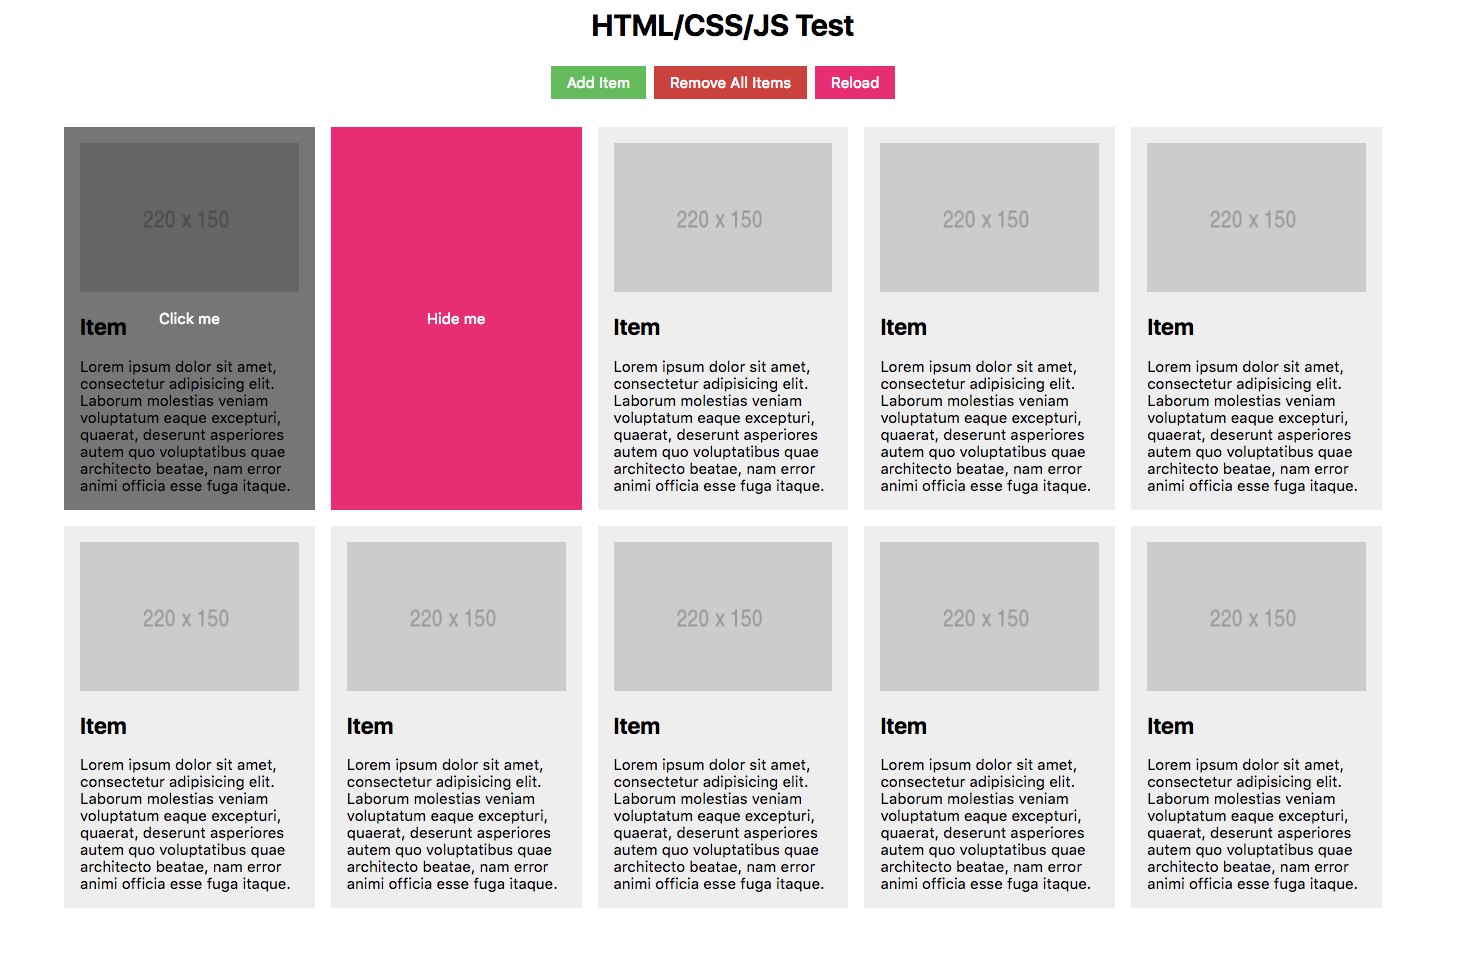 HTML/CSS/JS Test
Add Item
Remove All Items
Reload
220 x 150
Click me
Item
Lorem ipsum dolor sit amet,
consectetur adipisicing elit.
Laborum molestias veniam
voluptatum eaque excepturi,
quaerat, deserunt asperiores
autem quo voluptatibus quae
architecto beatae, nam error
animi officia esse fuga itaque.
Hide me
220 x 150
Item
Lorem ipsum dolor sit amet,
consectetur adipisicing elit.
Laborum molestias veniam
voluptatum eaque excepturi,
quaerat, deserunt asperiores
autem quo voluptatibus quae
architecto beatae, nam error
animi officia esse fuga itaque.
220 x 150
Item
Lorem ipsum dolor sit amet,
consectetur adipisicing elit.
Laborum molestias veniam
voluptatum eaque excepturi,
quaerat, deserunt asperiores
autem quo voluptatibus quae
architecto beatae, nam error
animi officia esse fuga itaque.
220 x 150
Item
Lorem ipsum dolor sit amet,
consectetur adipisicing elit.
Laborum molestias veniam
voluptatum eaque excepturi,
quaerat, deserunt asperiores
autem quo voluptatibus quae
architecto beatae, nam error
animi officia esse fuga itaque.
220 x 150
Item
Lorem ipsum dolor sit amet,
consectetur adipisicing elit.
Laborum molestias veniam
voluptatum eaque excepturi,
quaerat, deserunt asperiores
autem quo voluptatibus quae
architecto beatae, nam error
animi officia esse fuga itaque.
220 x 150
Item
Lorem ipsum dolor sit amet,
consectetur adipisicing elit.
Laborum molestias veniam
voluptatum eaque excepturi,
quaerat, deserunt asperiores
autem quo voluptatibus quae
architecto beatae, nam error
animi officia esse fuga itaque.
220 x 150
Item
Lorem ipsum dolor sit amet,
consectetur adipisicing elit.
Laborum molestias veniam
voluptatum eaque excepturi,
quaerat, deserunt asperiores
autem quo voluptatibus quae
architecto beatae, nam error
animi officia esse fuga itaque.
220 x 150
Item
Lorem ipsum dolor sit amet,
consectetur adipisicing elit.
Laborum molestias veniam
voluptatum eaque excepturi,
quaerat, deserunt asperiores
autem quo voluptatibus quae
architecto beatae, nam error
animi officia esse fuga itaque.
220 x 150
Item
Lorem ipsum dolor sit amet,
consectetur adipisicing elit.
Laborum molestias veniam
voluptatum eaque excepturi,
quaerat, deserunt asperiores
autem quo voluptatibus quae
architecto beatae, nam error
animi officia esse fuga itaque.